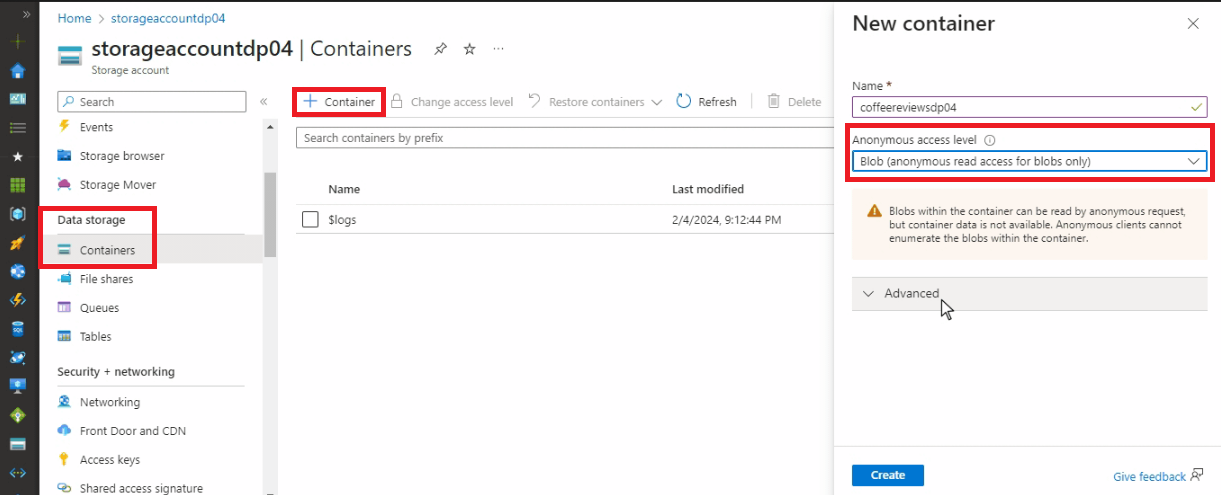 Home > storageaccountdp04
storageaccountdp04 | Containers
Storage account
Search
Events
Storage browser
Storage Mover
Data storage
Containers
File shares
Queues
Tables
Security + networking
Networking
Front Door and CDN
Access keys
Shared access signature
Container
Change access level
Restore containers
Refresh
Delete
Search containers by prefix
Name Last modified
$logs 2/4/2024, 9:12:44 PM
New container
Name *
coffeereviewsdp04
Anonymous access level
Blob (anonymous read access for blobs only)
Blobs within the container can be read by anonymous request,
but container data is not available. Anonymous clients cannot
enumerate the blobs within the container.
Advanced
Create
Give feedback